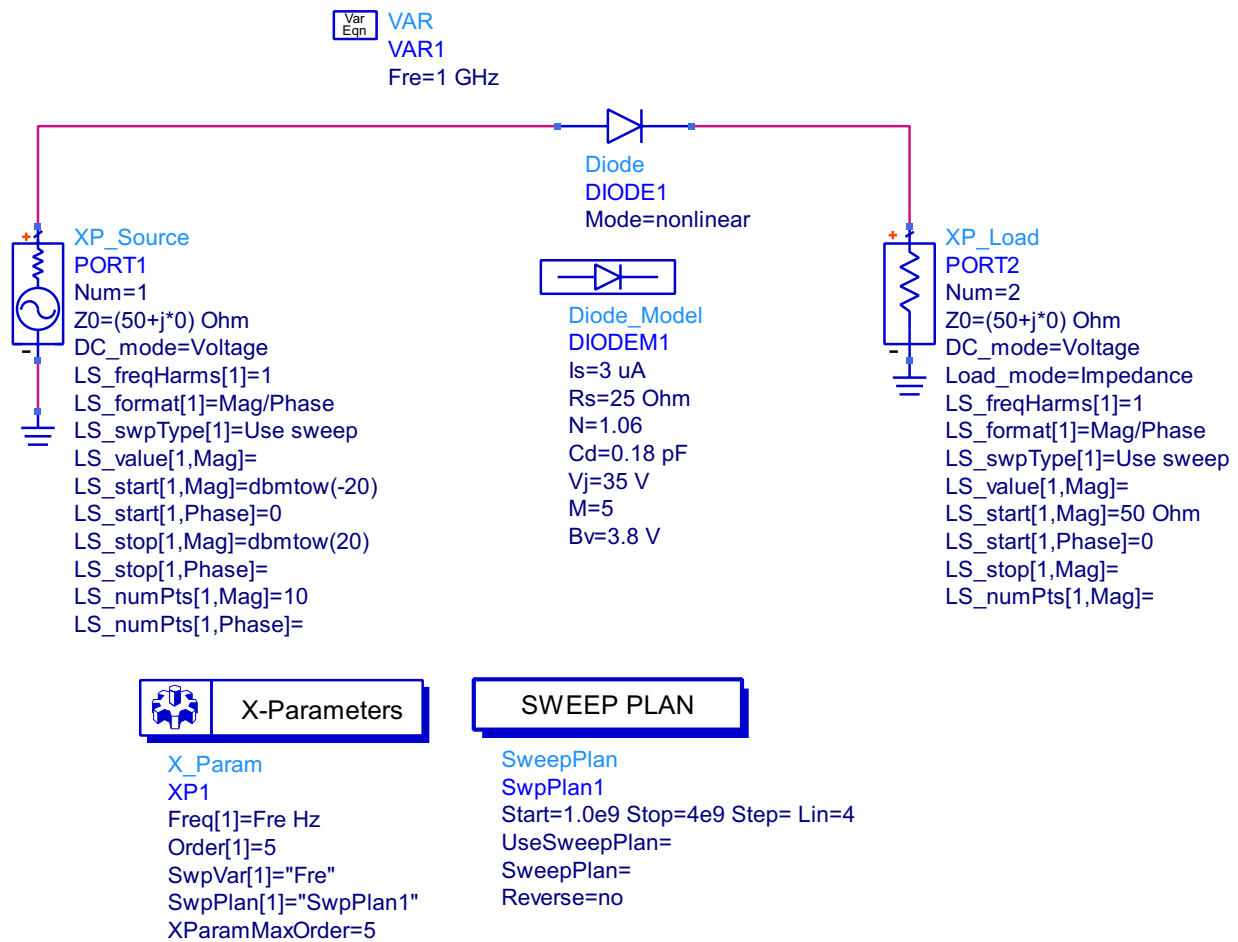 Var
Eqn
VAR
VAR1
Fre=1 GHz
Diode
DIODE1
Mode=nonlinear
+
XP_Source
PORT1
Num=1
Z0=(50+j*0) Ohm
DC_mode=Voltage
LS_freqHarms[1]=1
LS_format[1]=Mag/Phase
LS_swpType[1]=Use sweep
LS_value[1,Mag]=
LS_start[1,Mag]=dbmtow(-20)
LS_start[1,Phase]=0
LS_stop[1,Mag]=dbmtow(20)
LS_stop[1,Phase]=
LS_numPts[1,Mag]=10
LS_numPts[1,Phase]=
-
Diode_Model
DIODEM1
Is=3 uA
Rs=25 Ohm
N=1.06
Cd=0.18 pF
Vj=35 V
M=5
Bv=3.8 V
+
XP_Load
PORT2
Num=2
Z0=(50+j*0) Ohm
DC_mode=Voltage
Load_mode=Impedance
LS_freqHarms[1]=1
LS_format[1]=Mag/Phase
LS_swpType[1]=Use sweep
LS_value[1,Mag]=
LS_start[1,Mag]=50 Ohm
LS_start[1,Phase]=0
LS_stop[1,Mag]=
LS_numPts[1,Mag]=
-
X-Parameters
X_Param
XP1
Freq[1]=Fre Hz
Order[1]=5
SwpVar[1]="Fre"
SwpPlan[1]="SwpPlan1"
XParamMaxOrder=5
SWEEP PLAN
SweepPlan
SwpPlan1
Start=1.0e9 Stop=4e9 Step= Lin=4
UseSweepPlan=
SweepPlan=
Reverse=no